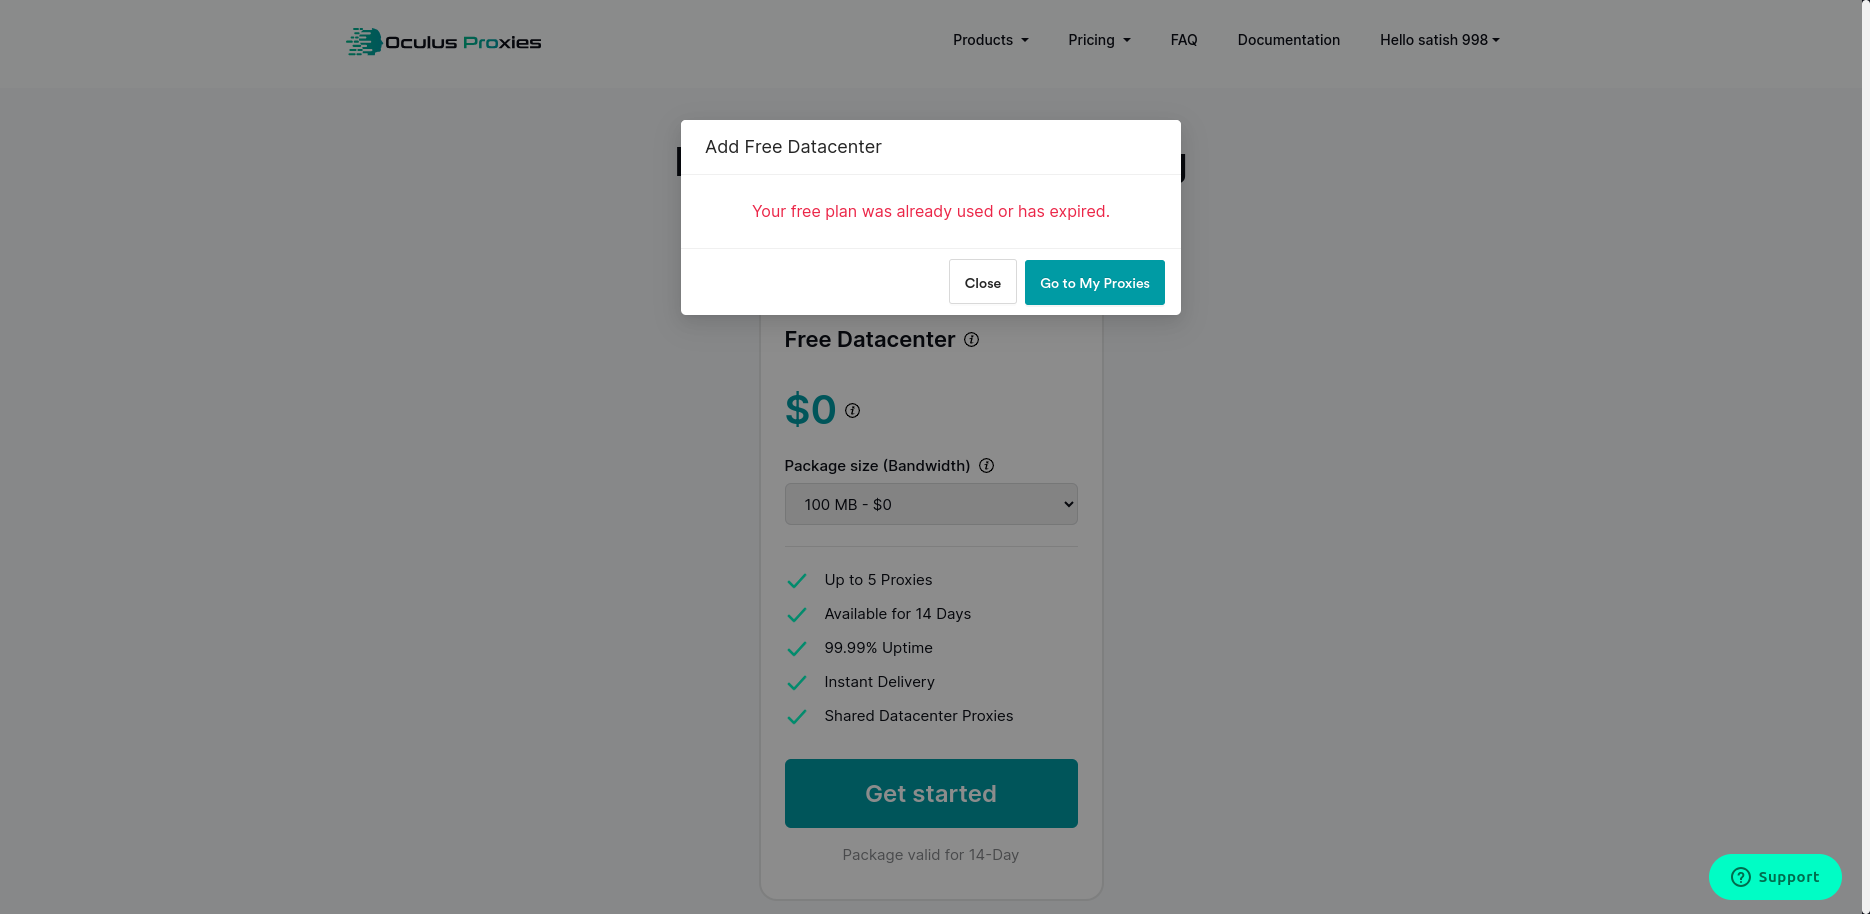 Oculus Proxies
Products
Pricing
FAQ
Documentation
Hello satish 998
Add Free Datacenter
Your free plan was already used or has expired.
Close
Go to My Proxies
Free Datacenter
$0
Package size (Bandwidth)
100 MB - $0
Up to 5 Proxies
Available for 14 Days
99.99% Uptime
Instant Delivery
Shared Datacenter Proxies
Get started
Package valid for 14-Day
Support